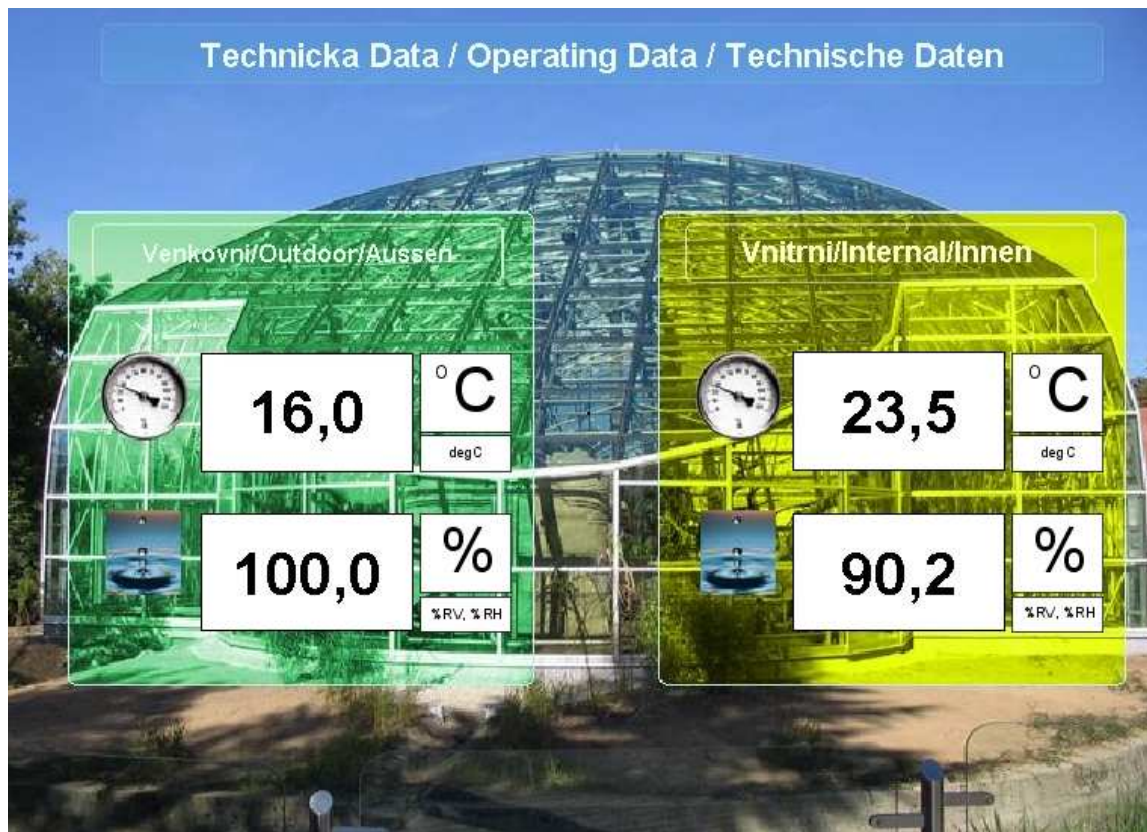 Technicka Data / Operating Data / Technische Daten
Venkovni/Outdoor/Aussen
16,0
°C
deg C
100,0
%
%RV, %RH
Vnitrni/Internal/Innen
23,5
°C
deg C
90,2
%
%RV, %RH